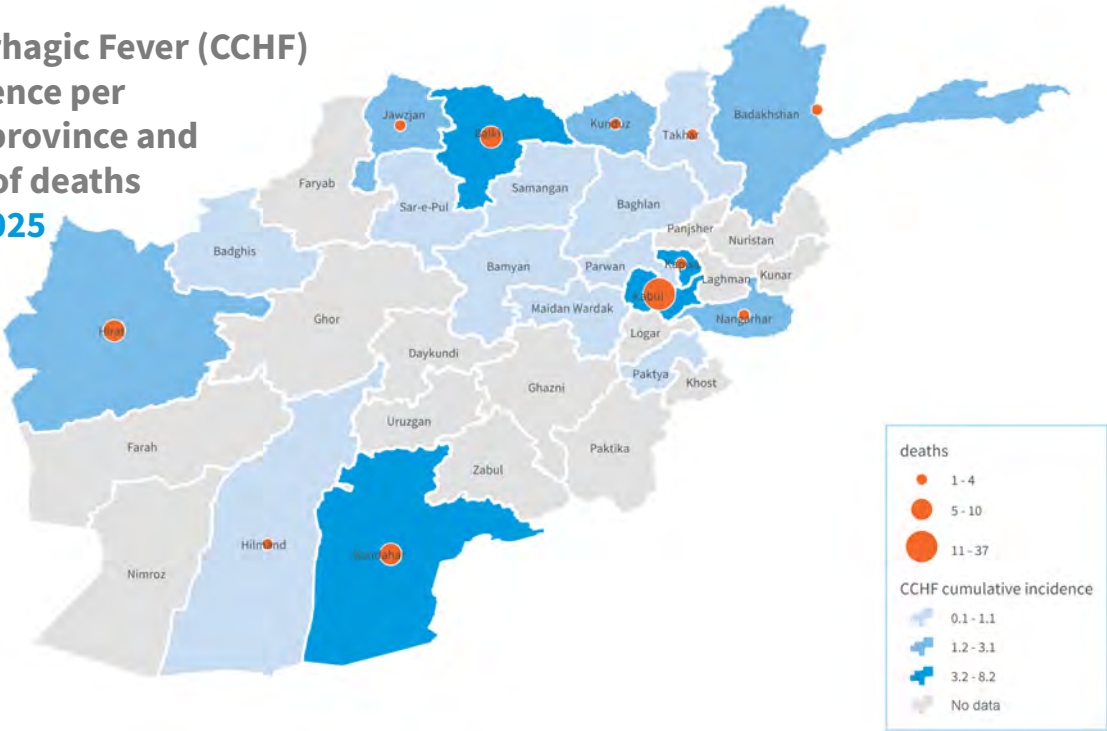 rhagic Fever (CCHF)
ence per
province and
of deaths
025
Jawzjan
Balkh
Kunduz
Takhar
Badakhshan
Faryab
Sar-e-Pul
Samangan
Baghlan
Panjsher
Nuristan
Badghis
Bamyan
Parwan
Kapisa
Laghman
Kunar
Hirat
Ghor
Maidan Wardak
Kabul
Nangarhar
Logar
Daykundi
Ghazni
Paktya
Khost
Uruzgan
Farah
Zabul
Paktika
Hilmand
Kandahar
Nimroz
deaths
1 - 4
5 - 10
11 - 37
CCHF cumulative incidence
0.1 - 1.1
1.2 - 3.1
3.2 - 8.2
No data